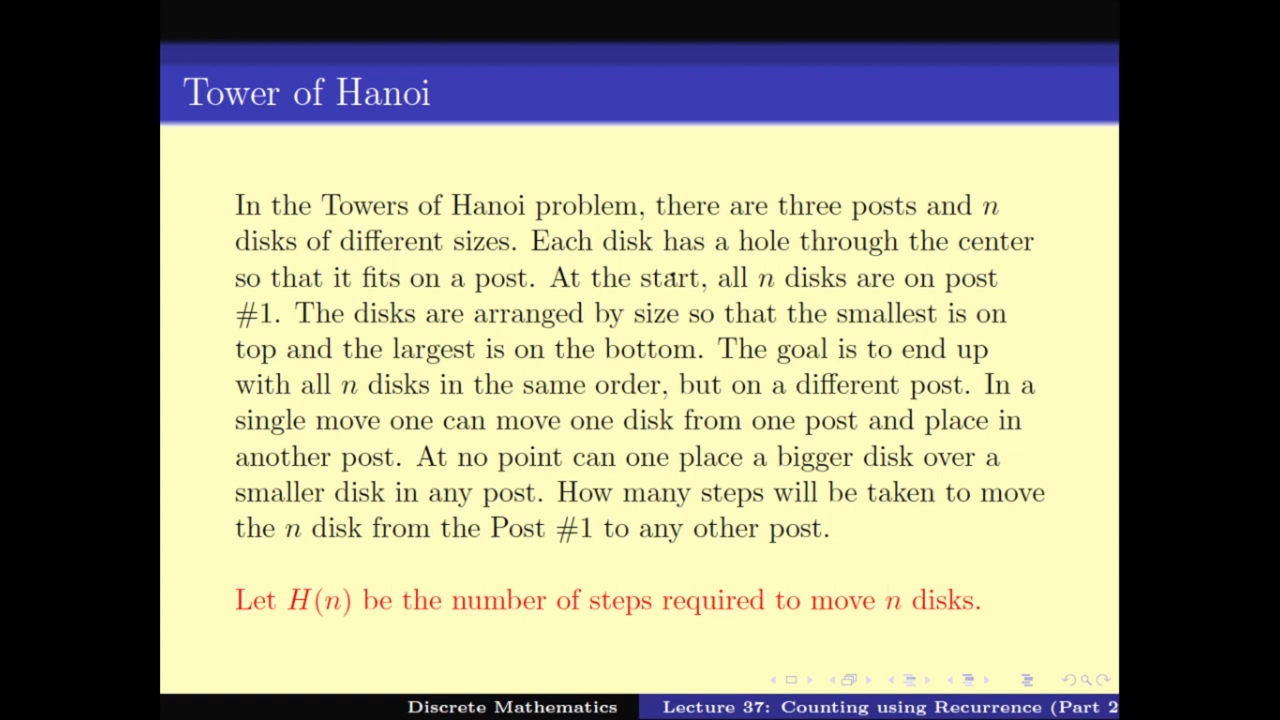 Tower of Hanoi
In the Towers of Hanoi problem, there are three posts and n
disks of different sizes. Each disk has a hole through the center
so that it fits on a post. At the start, all n disks are on post
#1. The disks are arranged by size so that the smallest is on
top and the largest is on the bottom. The goal is to end up
with all n disks in the same order, but on a different post. In a
single move one can move one disk from one post and place in
another post. At no point can one place a bigger disk over a
smaller disk in any post. How many steps will be taken to move
the n disk from the Post #1 to any other post.
Let H(n) be the number of steps required to move n disks.
Discrete Mathematics
Lecture 37: Counting using Recurrence (Part 2